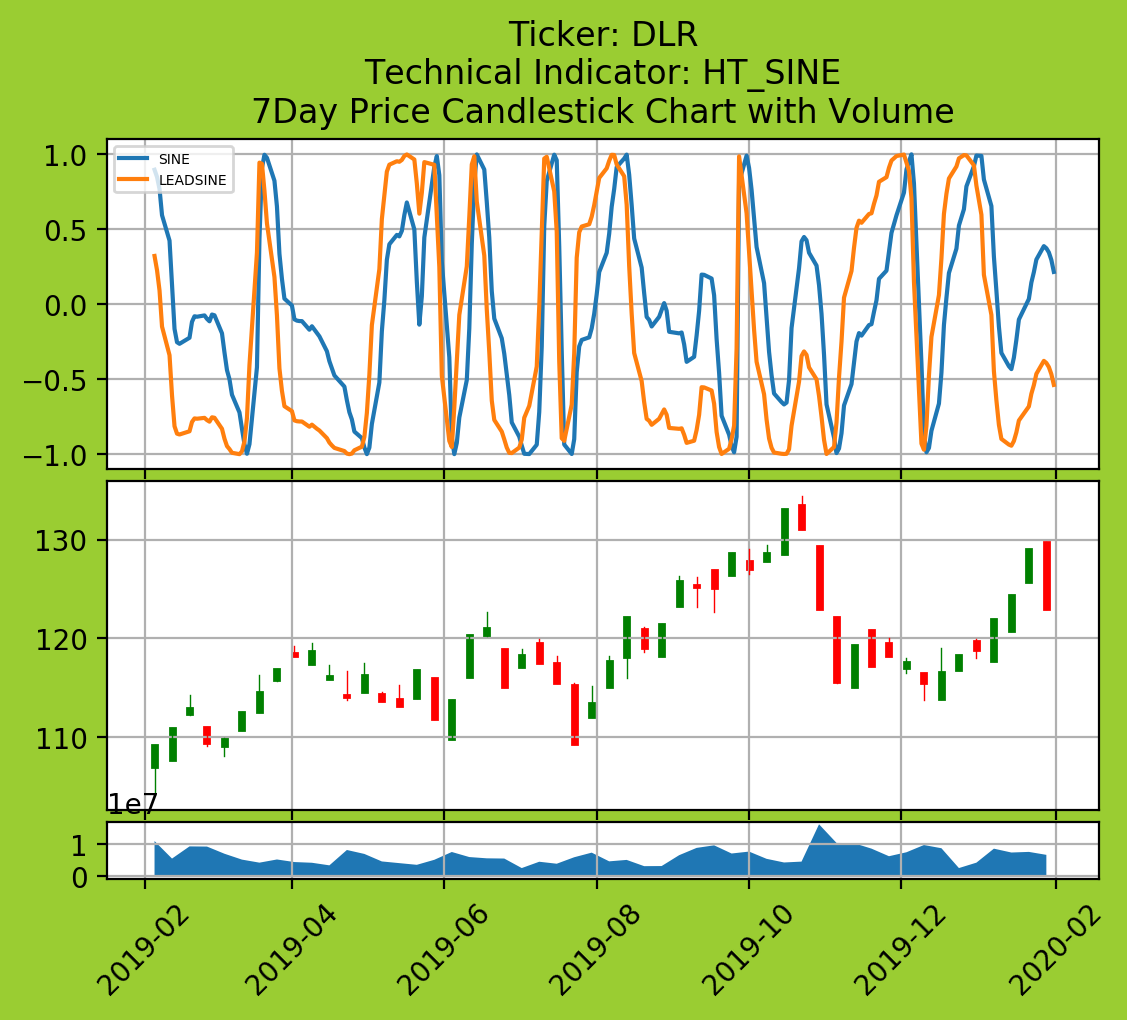 Ticker: DLR
Technical Indicator: HT_SINE
7Day Price Candlestick Chart with Volume
SINE
LEADSINE
1.0
0.5
0.0
−0.5
−1.0
130
120
110
1e7
1
0
2019-02
2019-04
2019-06
2019-08
2019-10
2019-12
2020-02